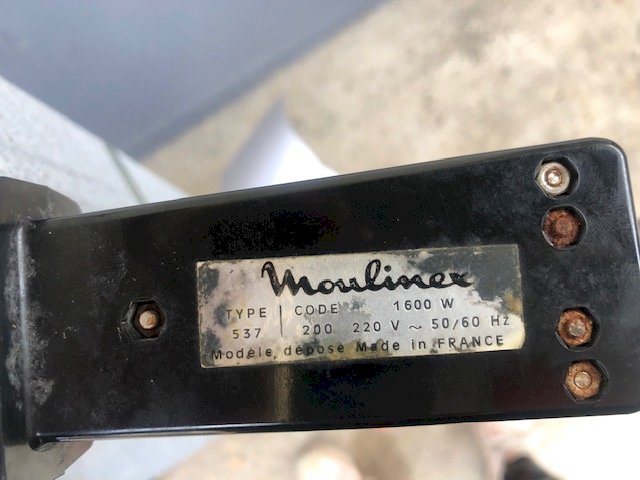 Moulinex
TYPE CODE 1600 W
537 200 220 V ~ 50/60 Hz
Modèle déposé Made in FRANCE